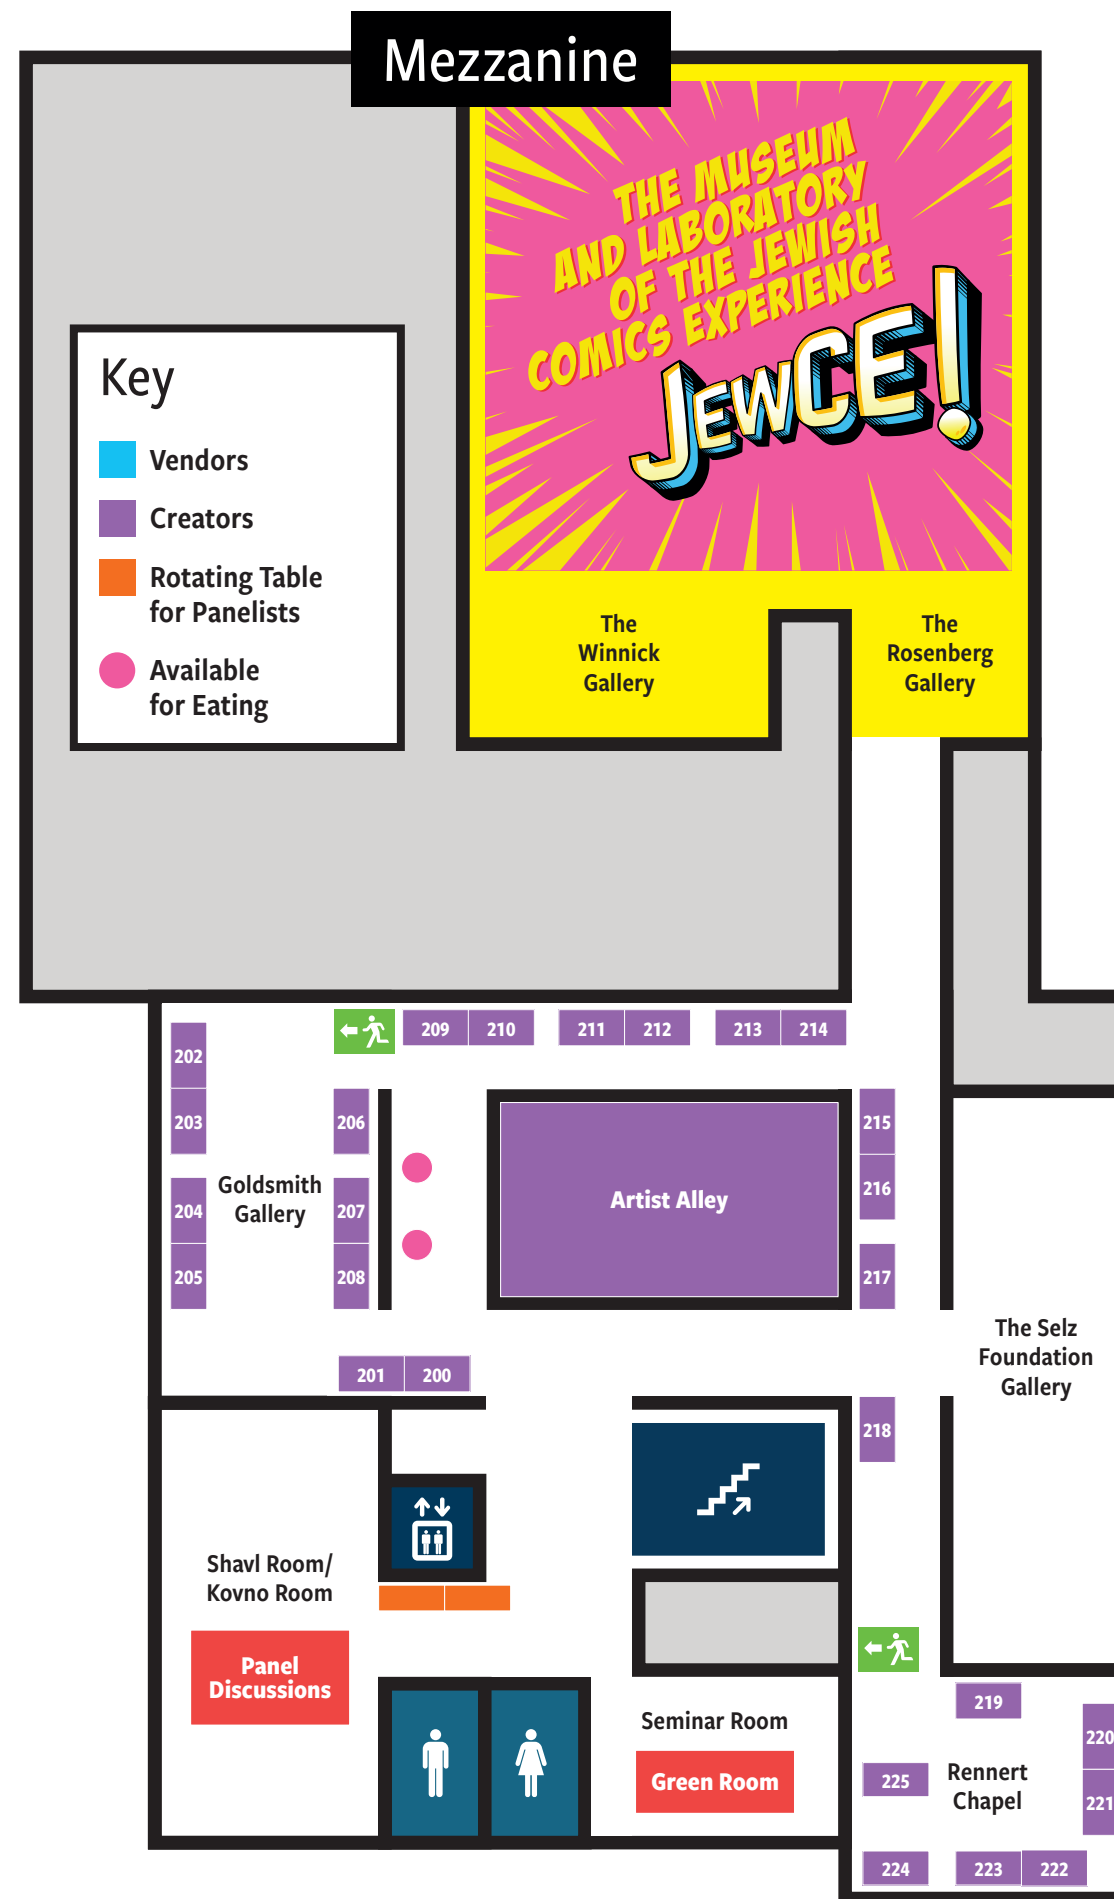 Mezzanine
THE MUSEUM
AND LABORATORY
OF THE JEWISH
COMICS EXPERIENCE
JEWCE!
Key
Vendors
Creators
Rotating Table
for Panelists
Available
for Eating
The
Winnick
Gallery
The
Rosenberg
Gallery
209 210 211 212 213 214
202
203
204
205
206
207
208
Goldsmith
Gallery
Artist Alley
215
216
217
201 200
The Selz
Foundation
Gallery
218
Shavl Room/
Kovno Room
Panel
Discussions
Seminar Room
Green Room
219
220
221
225
Rennert
Chapel
224 223 222